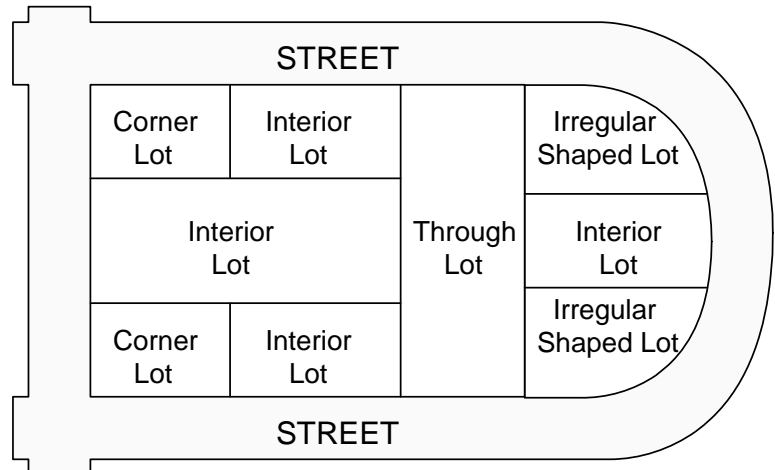 STREET
Corner
Lot
Interior
Lot
Irregular
Shaped Lot
Interior
Lot
Through
Lot
Interior
Lot
Corner
Lot
Interior
Lot
Irregular
Shaped Lot
STREET